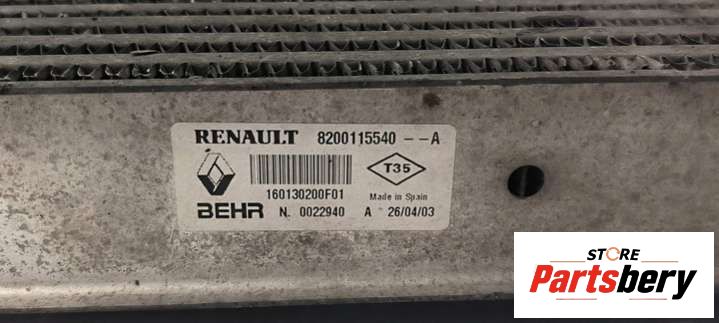 RENAULT 8200115540 -- A
T35
160130200F01 Made in Spain
BEHR N. 0022940 A 26/04/03
STORE
Partsbery